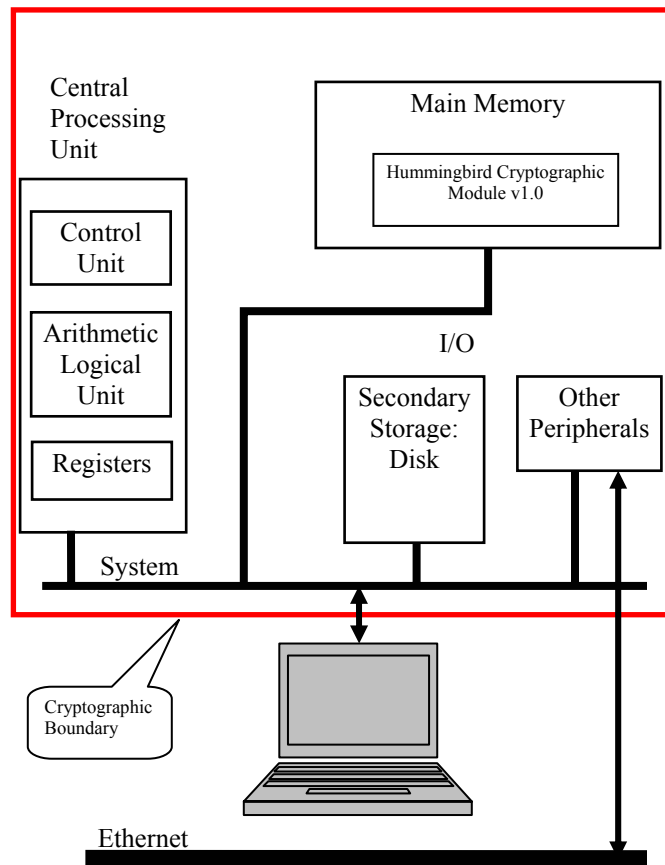 Central
Processing
Unit
Control
Unit
Arithmetic
Logical
Unit
Registers
Main Memory
Hummingbird Cryptographic
Module v1.0
I/O
Secondary
Storage:
Disk
Other
Peripherals
System
Cryptographic
Boundary
Ethernet